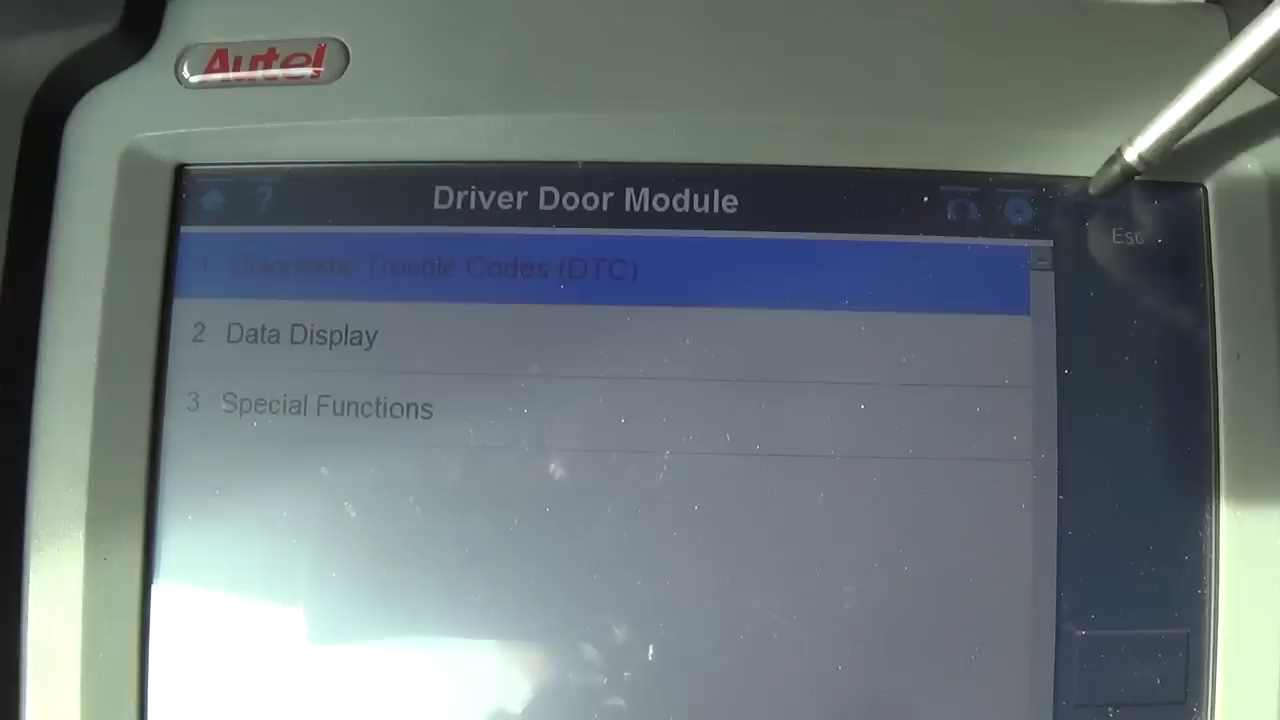 Autel
? Driver Door Module
Esc
1 Diagnostic Trouble Codes (DTC)
2 Data Display
3 Special Functions